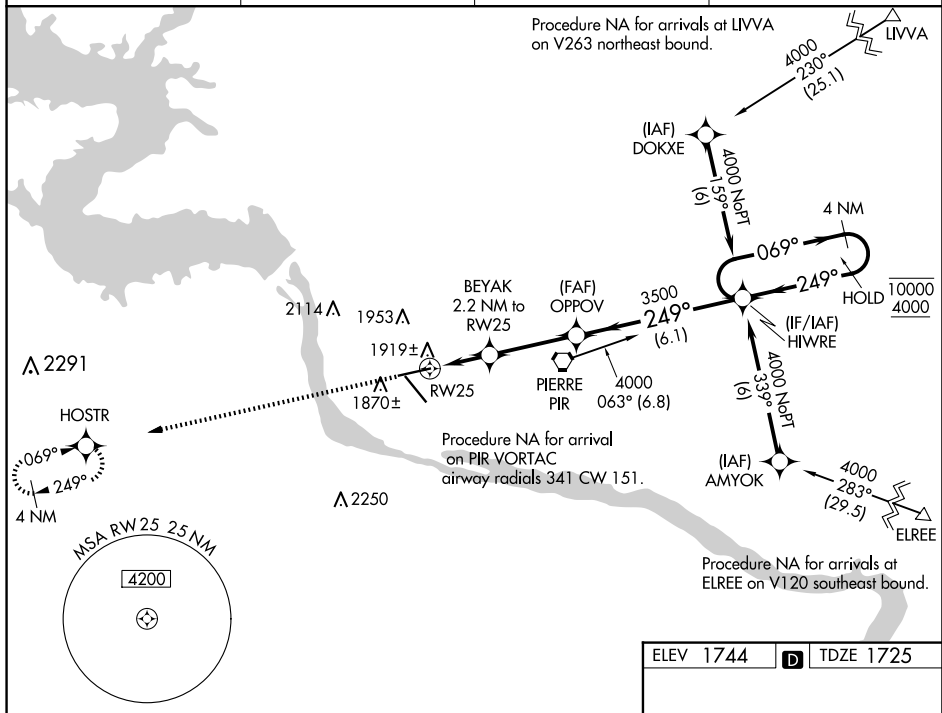 Procedure NA for arrivals at LIVVA
on V263 northeast bound.
LIVVA
4000
230°
(25.1)
(IAF)
DOKXE
4000 NoPT
159°
(6)
4 NM
069°
249°
HOLD
10000
4000
(IF/IAF)
HIWRE
BEYAK
2.2 NM to
RW25
(FAF)
OPPOV
3500
249°
(6.1)
2114
1953
1919±
1870±
RW25
PIERRE
PIR
4000
063° (6.8)
4000 NoPT
339°
(6)
2291
HOSTR
069°
249°
4 NM
Procedure NA for arrival
on PIR VORTAC
airway radials 341 CW 151.
(IAF)
AMYOK
4000
283°
(29.5)
ELREE
2250
MSA RW25 25 NM
4200
Procedure NA for arrivals at
ELREE on V120 southeast bound.
ELEV 1744 D TDZE 1725